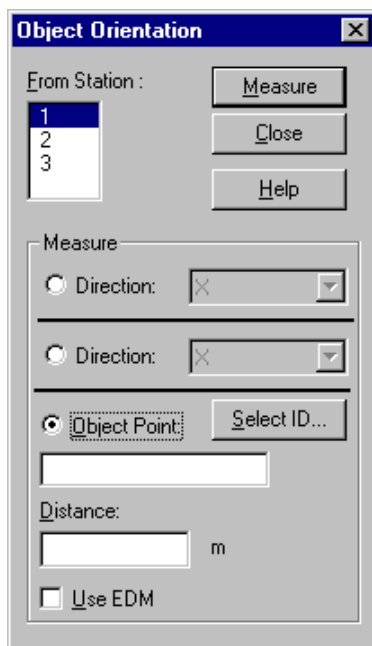 Object Orientation
From Station :
Measure
1
2
3
Close
Help
Measure
Direction:
X
Direction:
X
Object Point:
Select ID...
Distance:
m
Use EDM